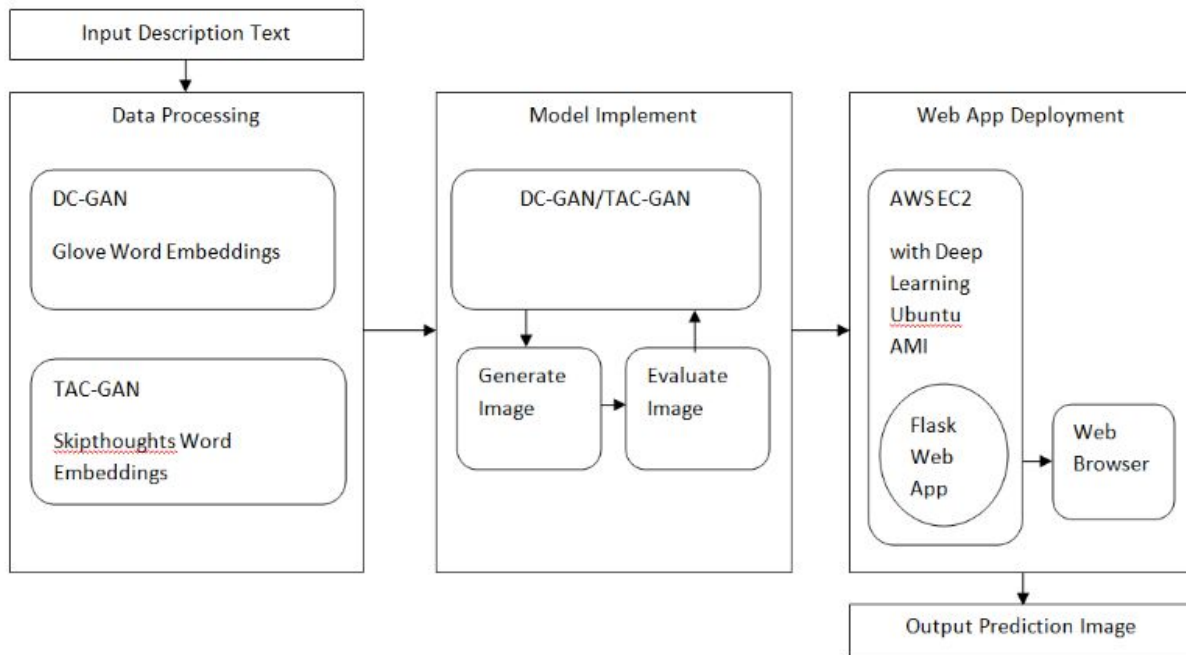 Input Description Text
Data Processing
DC-GAN
Glove Word Embeddings
TAC-GAN
Skipthoughts Word
Embeddings
Model Implement
DC-GAN/TAC-GAN
Generate
Image
Evaluate
Image
Web App Deployment
AWS EC2
with Deep
Learning
Ubuntu
AMI
Flask
Web
App
Web
Browser
Output Prediction Image